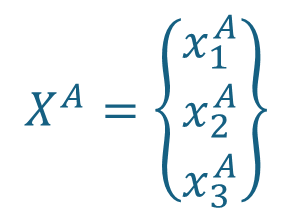 X^A = { x_1^A
x_2^A
x_3^A }